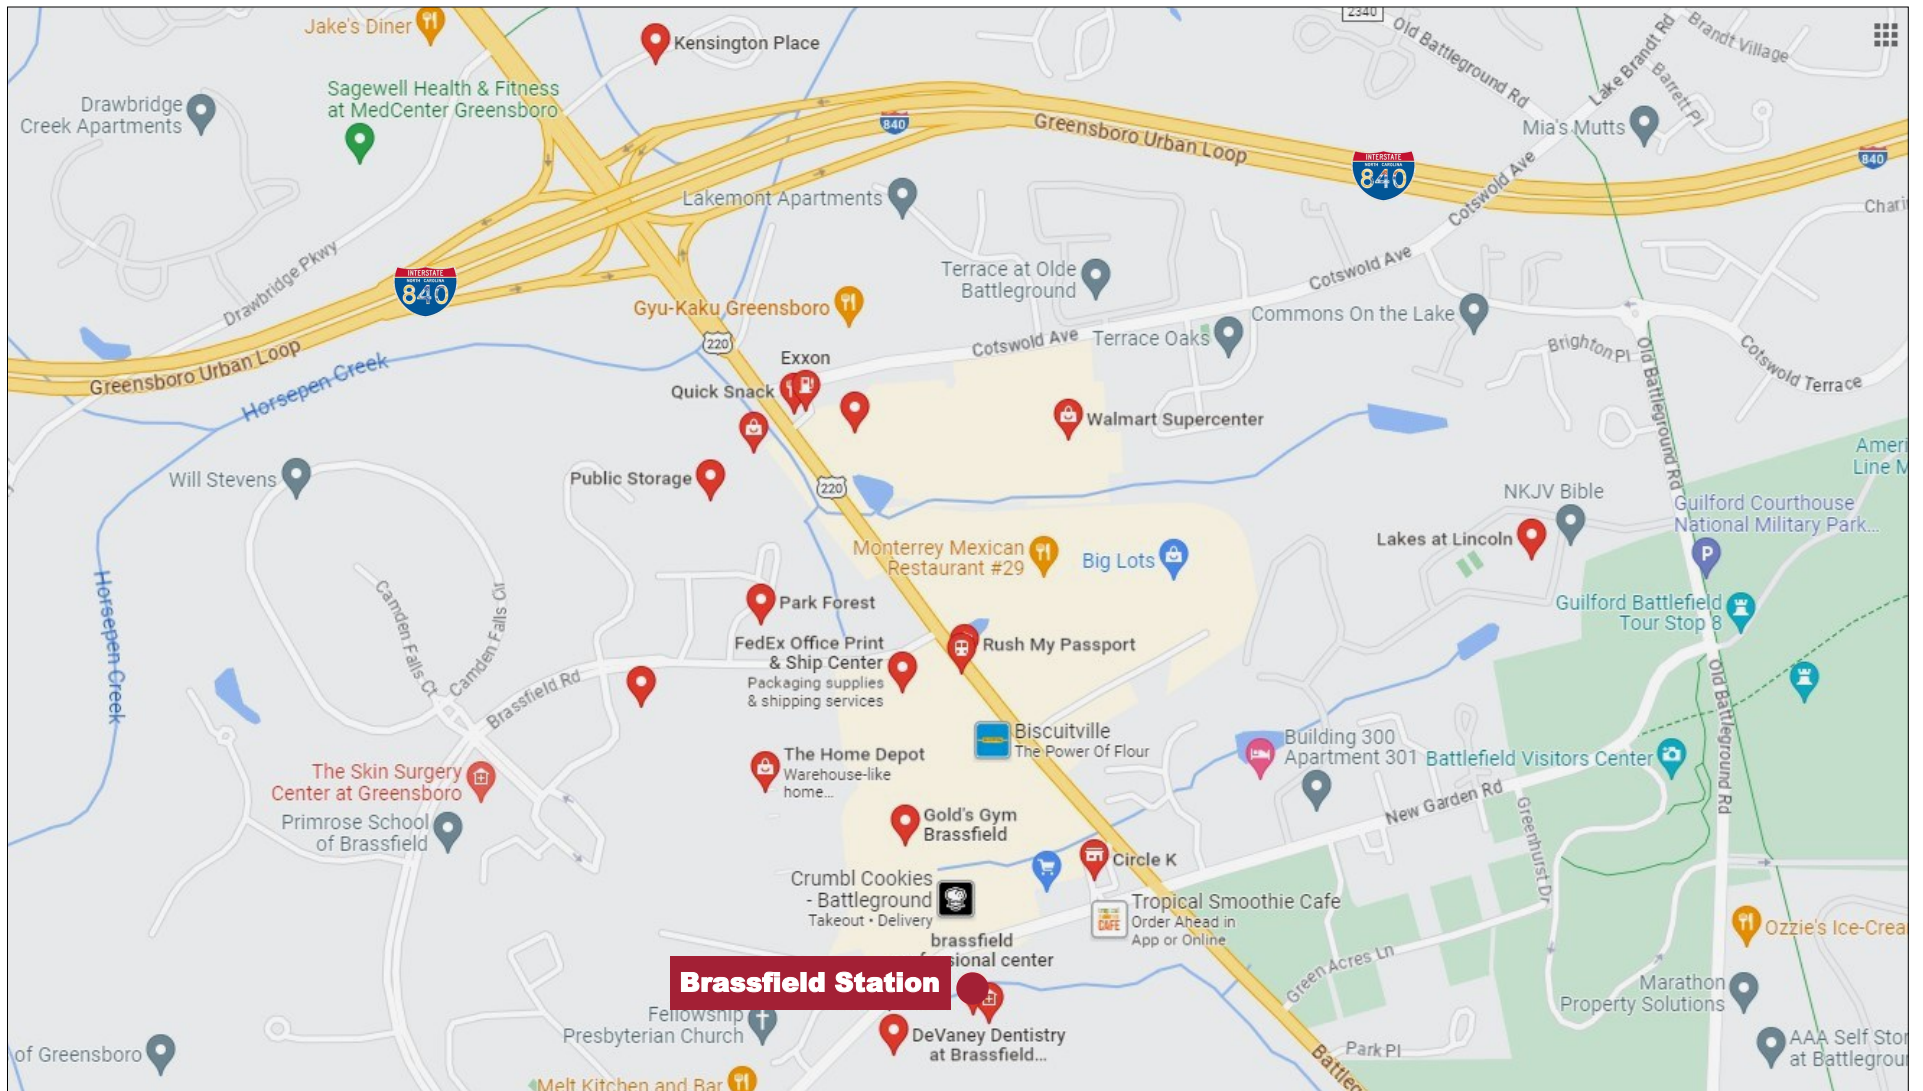 2340
Jake's Diner
Kensington Place
Old Battleground Rd
Lake Brandt Rd
Brandt Village
Barrett Pl
Sagewell Health & Fitness
at MedCenter Greensboro
Drawbridge
Creek Apartments
840
Greensboro Urban Loop
Mia's Mutts
INTERSTATE
NORTH CAROLINA
840
840
Cotswold Ave
Lakemont Apartments
Drawbridge Pkwy
INTERSTATE
NORTH CAROLINA
840
Terrace at Olde
Battleground
Cotswold Ave
Gyu-Kaku Greensboro
Commons On the Lake
220
Cotswold Ave
Terrace Oaks
Brighton Pl
Old Battleground Rd
Cotswold Terrace
Greensboro Urban Loop
Horsepen Creek
Exxon
Quick Snack
Walmart Supercenter
Will Stevens
Public Storage
220
NKJV Bible
Guilford Courthouse
National Military Park...
Lakes at Lincoln
P
Monterrey Mexican
Restaurant #29
Big Lots
Horsepen Creek
Camden Falls Ct
Camden Falls Cir
Park Forest
Guilford Battlefield
Tour Stop 8
FedEx Office Print
& Ship Center
Packaging supplies
& shipping services
Rush My Passport
Brassfield Rd
Old Battleground Rd
Biscuitville
The Power Of Flour
Building 300
Apartment 301
Battlefield Visitors Center
The Home Depot
Warehouse-like
home...
The Skin Surgery
Center at Greensboro
New Garden Rd
Greenhurst Dr
Primrose School
of Brassfield
Gold's Gym
Brassfield
Circle K
Crumbl Cookies
- Battleground
Takeout • Delivery
CAFE
Tropical Smoothie Cafe
Order Ahead in
App or Online
Ozzie's Ice-Crea
brassfield
sional center
Green Acres Ln
Brassfield Station
Marathon
Property Solutions
Fellowship
Presbyterian Church
DeVaney Dentistry
at Brassfield...
of Greensboro
Park Pl
Battleg
AAA Self Stor
at Battlegrou
Melt Kitchen and Bar